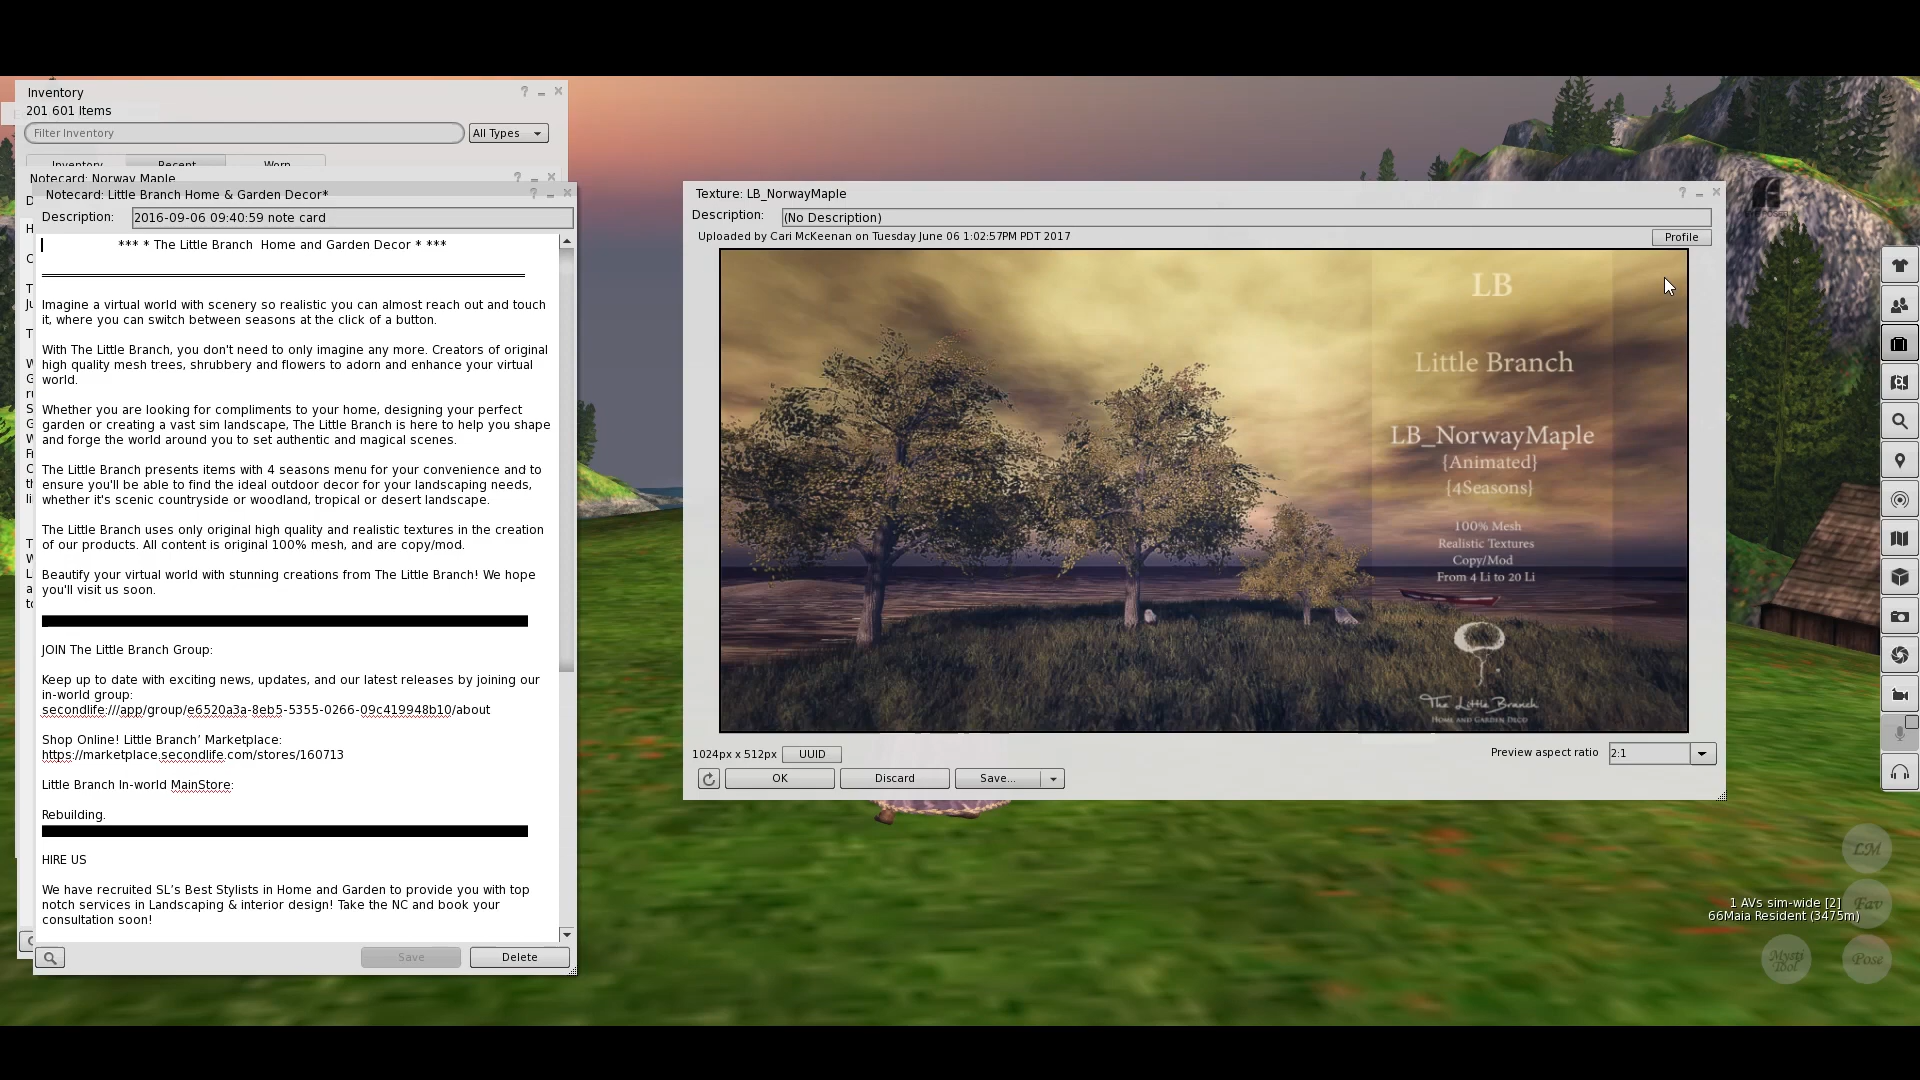 Inventory
201 601 Items
Filter Inventory
All Types
Inventory Recent Worn
Notecard: Norway Maple
Notecard: Little Branch Home & Garden Decor*
Description: 2016-09-06 09:40:59 note card
*** * The Little Branch  Home and Garden Decor * ***
Imagine a virtual world with scenery so realistic you can almost reach out and touch
it, where you can switch between seasons at the click of a button.
With The Little Branch, you don't need to only imagine any more. Creators of original
high quality mesh trees, shrubbery and flowers to adorn and enhance your virtual
world.
Whether you are looking for compliments to your home, designing your perfect
garden or creating a vast sim landscape, The Little Branch is here to help you shape
and forge the world around you to set authentic and magical scenes.
The Little Branch presents items with 4 seasons menu for your convenience and to
ensure you'll be able to find the ideal outdoor decor for your landscaping needs,
whether it's scenic countryside or woodland, tropical or desert landscape.
The Little Branch uses only original high quality and realistic textures in the creation
of our products. All content is original 100% mesh, and are copy/mod.
Beautify your virtual world with stunning creations from The Little Branch! We hope
you'll visit us soon.
JOIN The Little Branch Group:
Keep up to date with exciting news, updates, and our latest releases by joining our
in-world group:
secondlife:///app/group/e6520a3a-8eb5-5355-0266-09c419948b10/about
Shop Online! Little Branch’ Marketplace:
https://marketplace.secondlife.com/stores/160713
Little Branch In-world MainStore:
Rebuilding.
HIRE US
We have recruited SL’s Best Stylists in Home and Garden to provide you with top
notch services in Landscaping & interior design! Take the NC and book your
consultation soon!
Save Delete
Texture: LB_NorwayMaple
Description: (No Description)
Uploaded by Cari McKeenan on Tuesday June 06 1:02:57PM PDT 2017
Profile
LB
Little Branch
LB_NorwayMaple
{Animated}
{4Seasons}
100% Mesh
Realistic Textures
Copy/Mod
From 4 Li to 20 Li
The Little Branch
Home and Garden Deco
1024px x 512px UUID
Preview aspect ratio 2:1
OK Discard Save...
LM
1 AVs sim-wide [2]
Fav
66Maia Resident (3475m)
Mysti
Tool
Pose